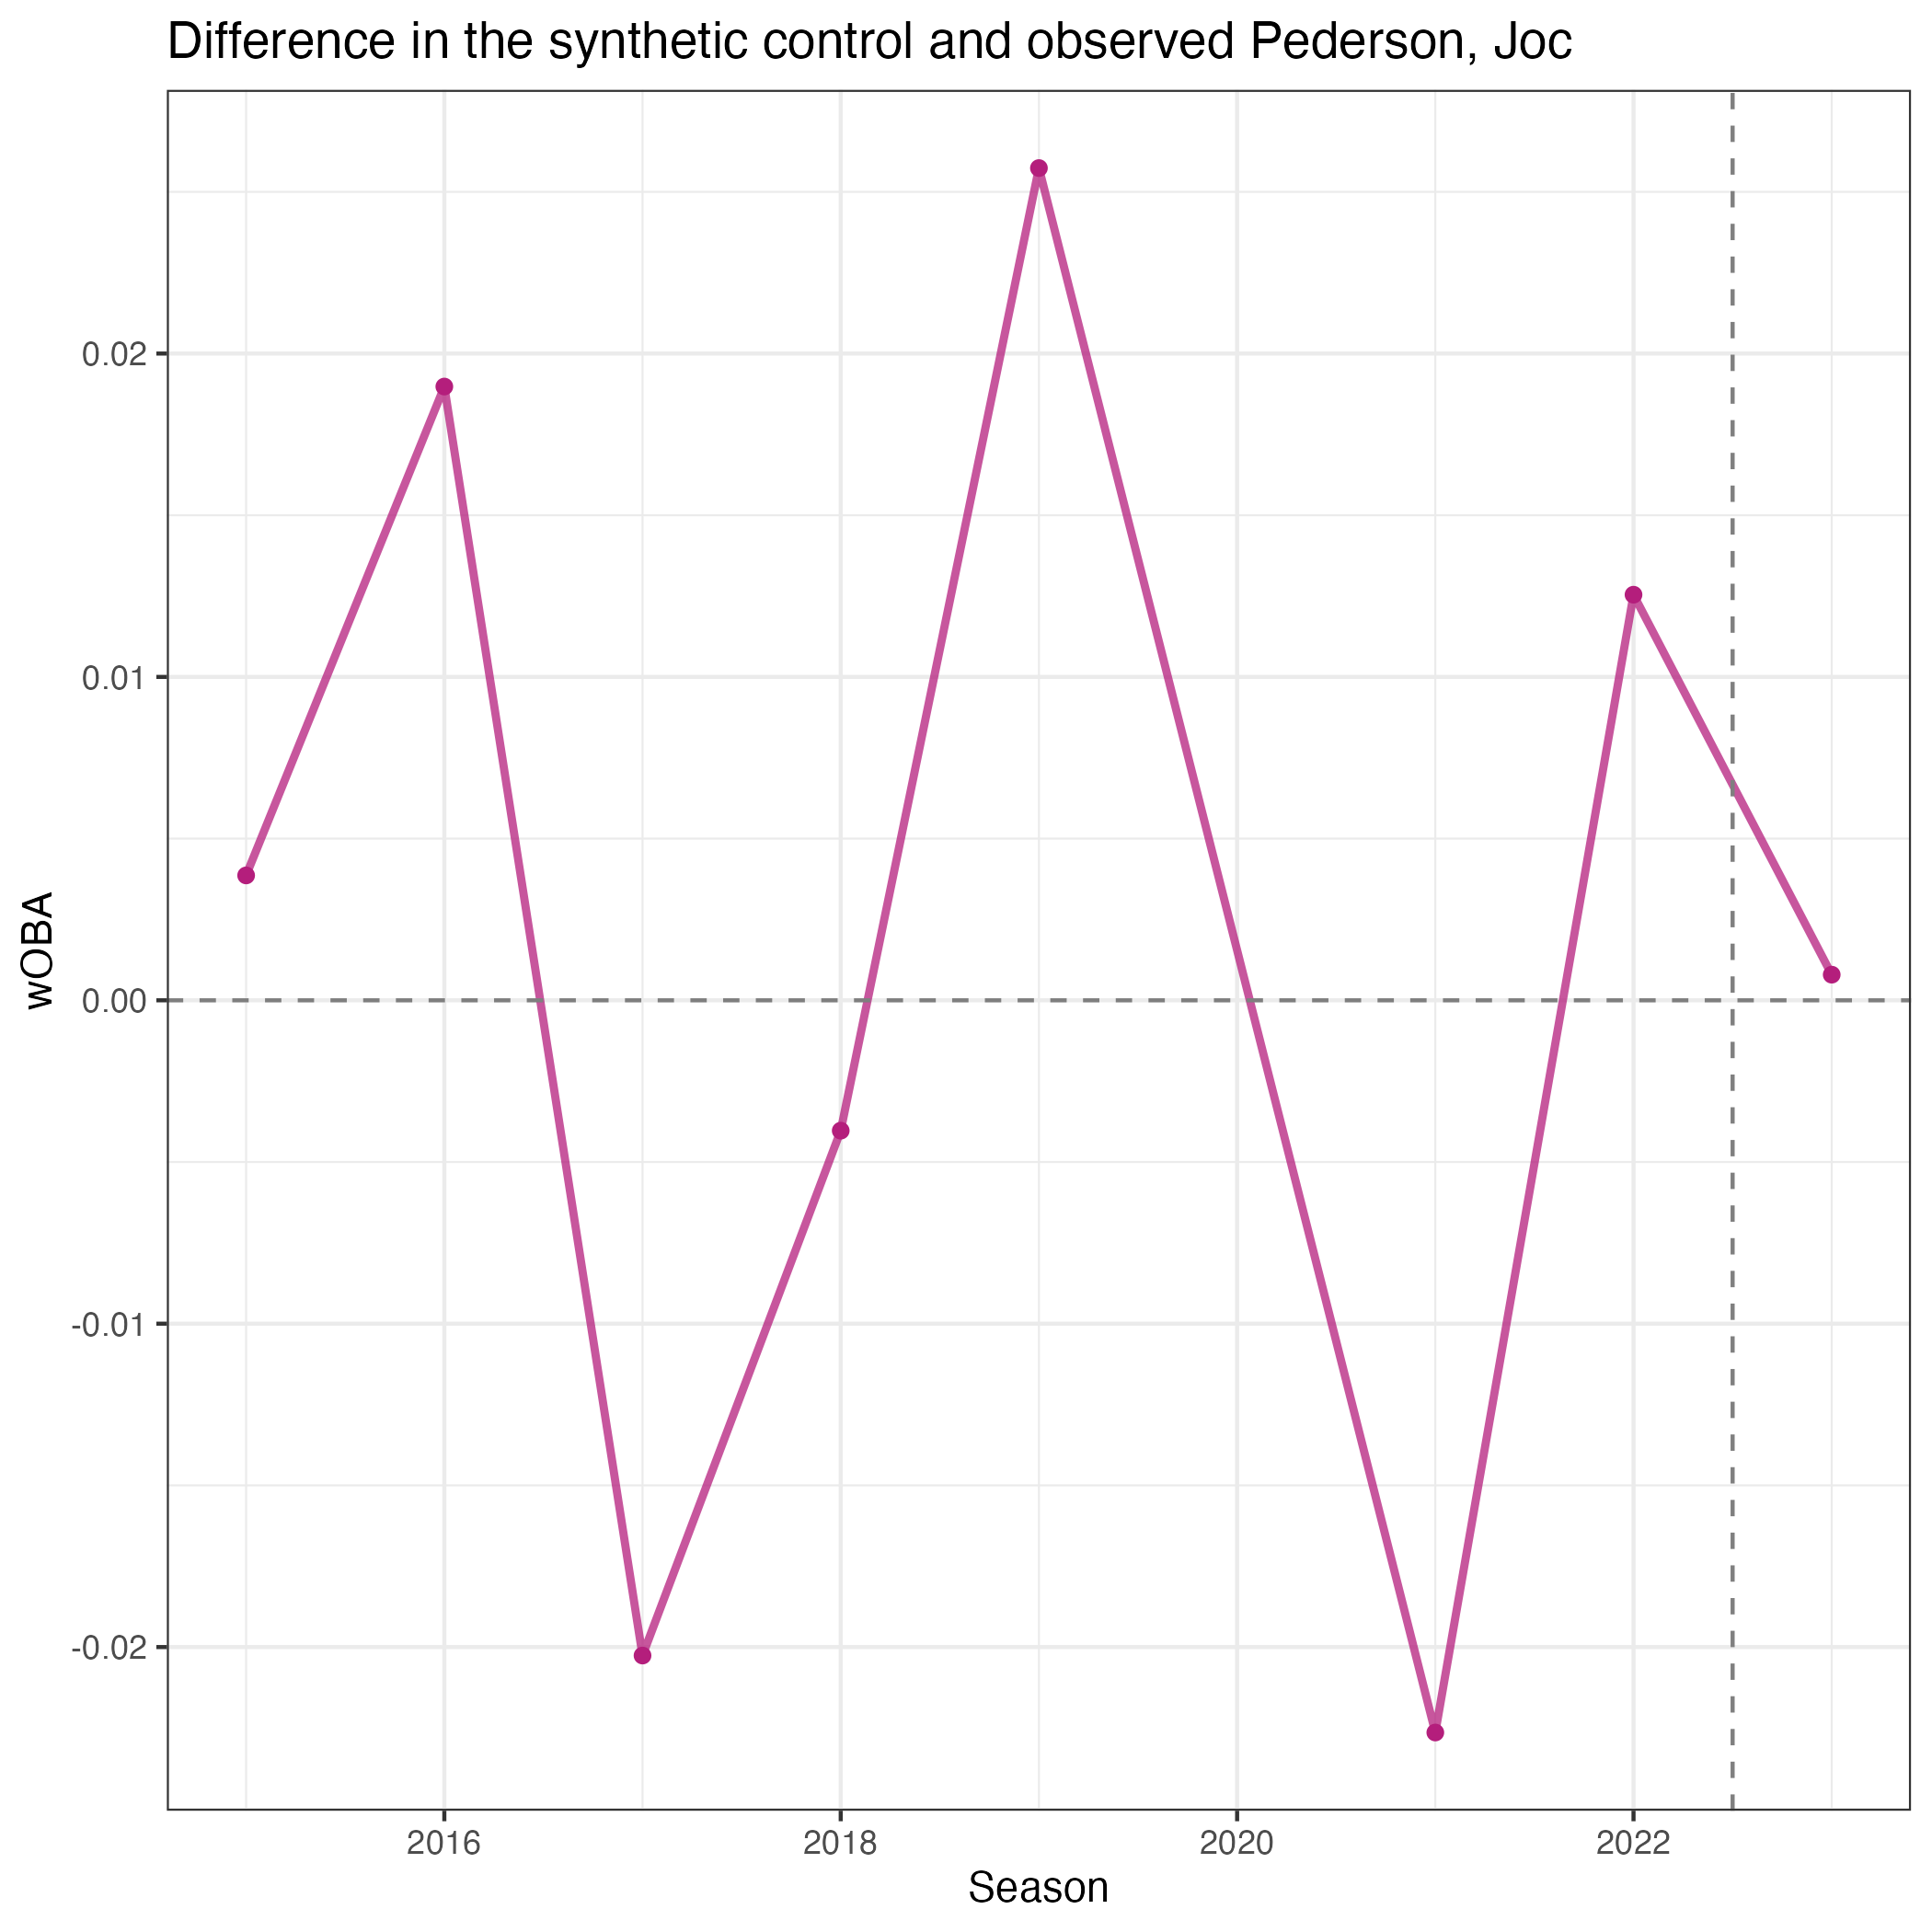 Difference in the synthetic control and observed Pederson, Joc
wOBA
0.02
0.01
0.00
-0.01
-0.02
2016 2018 2020 2022
Season